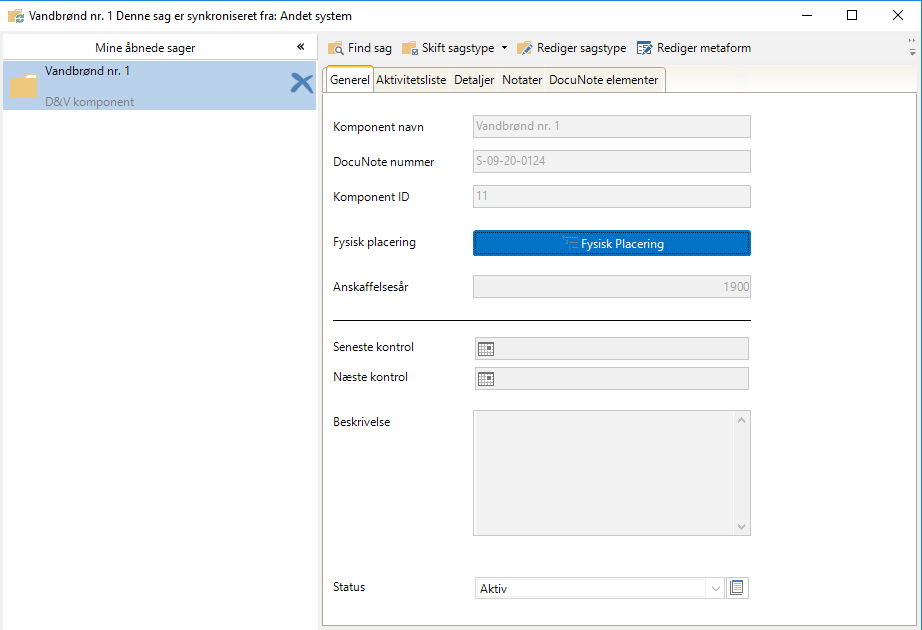 Vandbrønd nr. 1 Denne sag er synkroniseret fra: Andet system
Mine åbnede sager «
Vandbrønd nr. 1
D&V komponent
Find sag Skift sagstype Rediger sagstype Rediger metaform
Generel Aktivitetsliste Detaljer Notater DocuNote elementer
Komponent navn Vandbrønd nr. 1
DocuNote nummer S-09-20-0124
Komponent ID 11
Fysisk placering Fysisk Placering
Anskaffelsesår 1900
Seneste kontrol
Næste kontrol
Beskrivelse
Status Aktiv